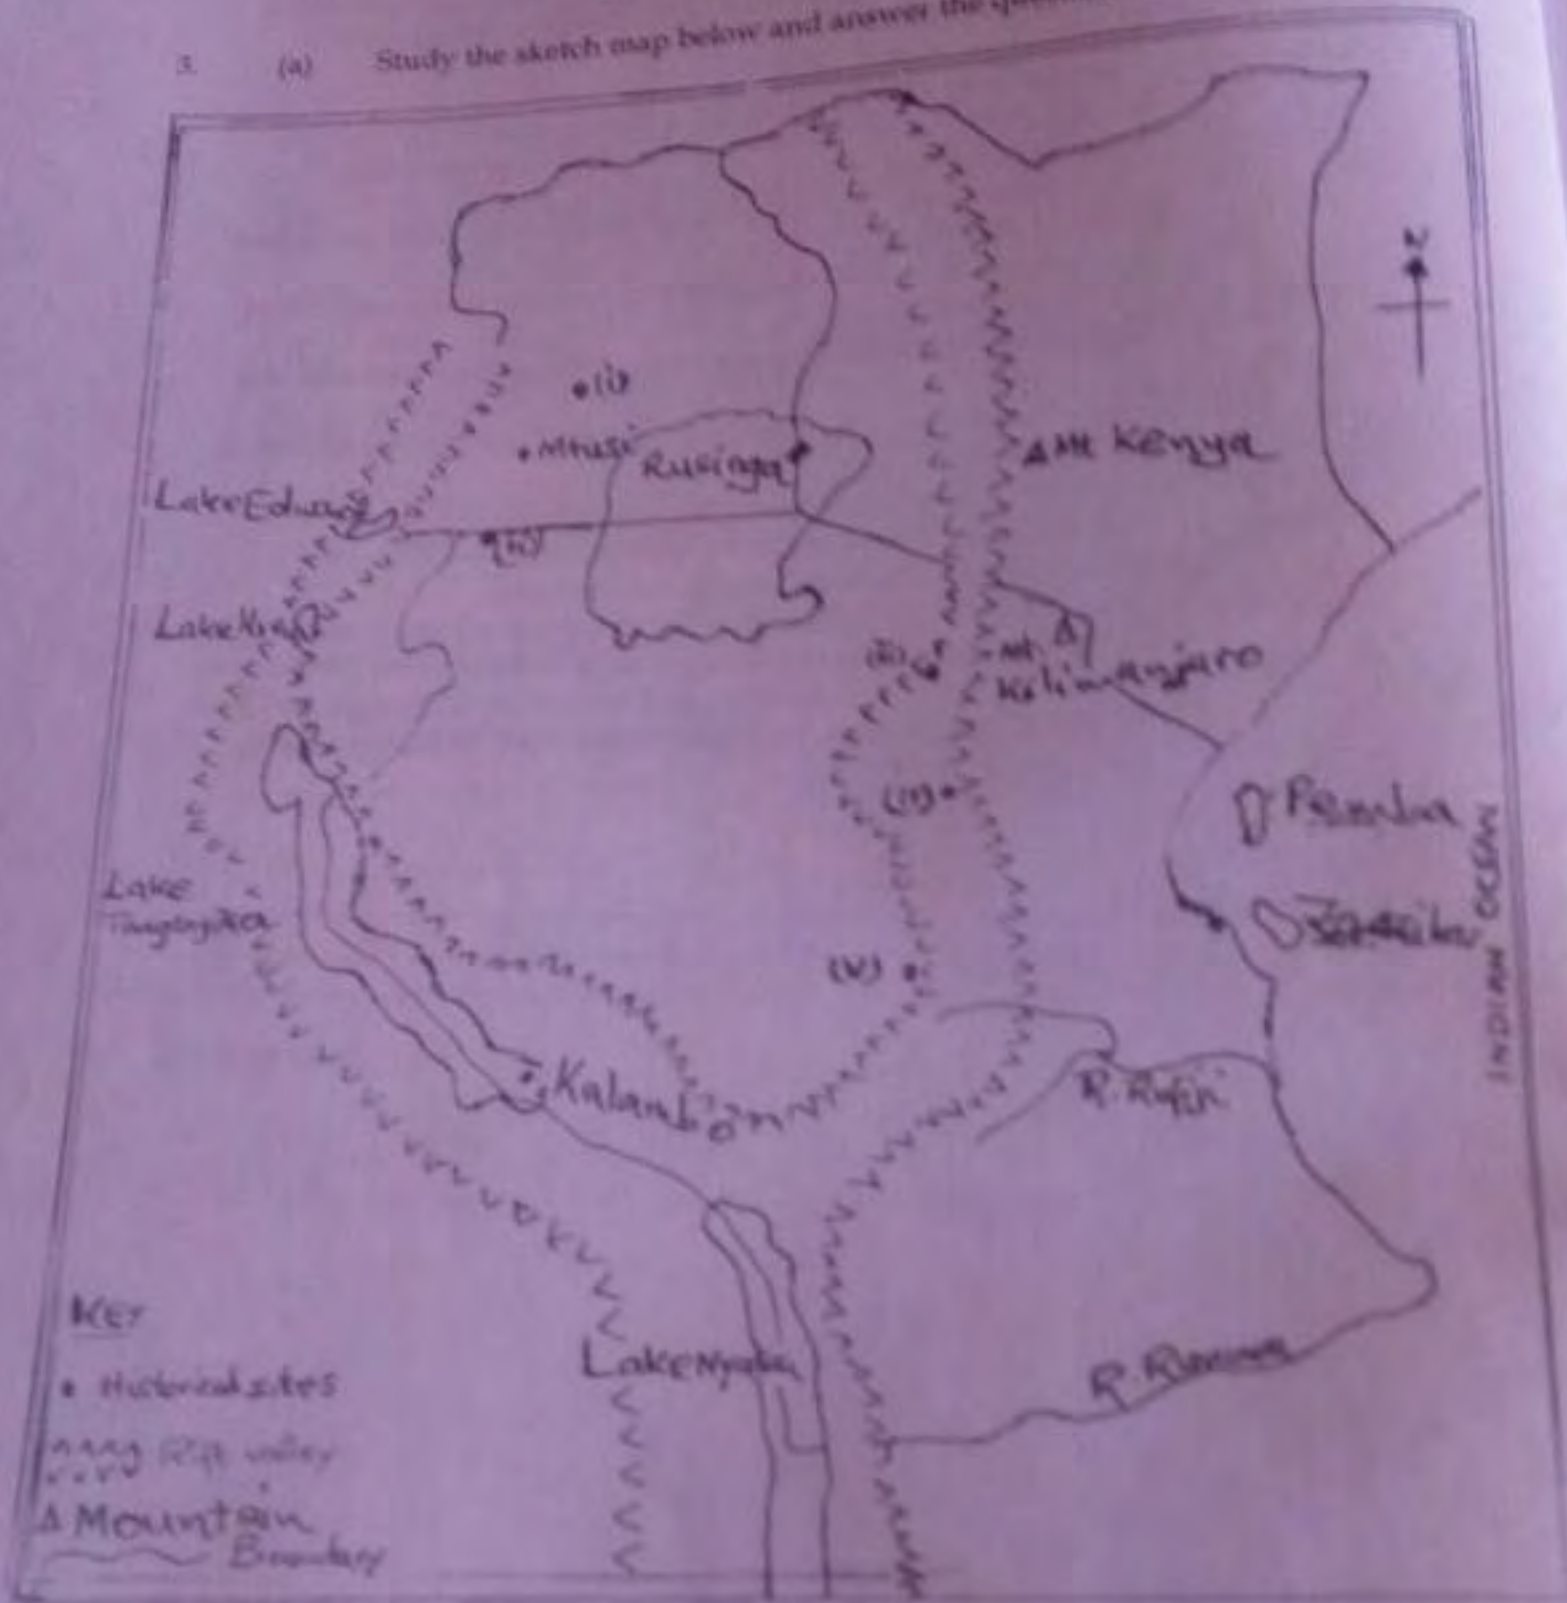 3. (a) Study the sketch map below and answer the
N
(i)
Mtusi
Rusinga
Mt Kenya
Lake Edward
(ii)
Lake
(iii)
Mt.
Kilimanjaro
(iv)
Pemba
Lake
Tanganyika
Zanzibar
INDIAN OCEAN
(v)
Kalambo
R. Rufiji
KEY
Historical sites
Lake Nyasa
R. Ruvuma
Rift valley
Mountain
Boundary